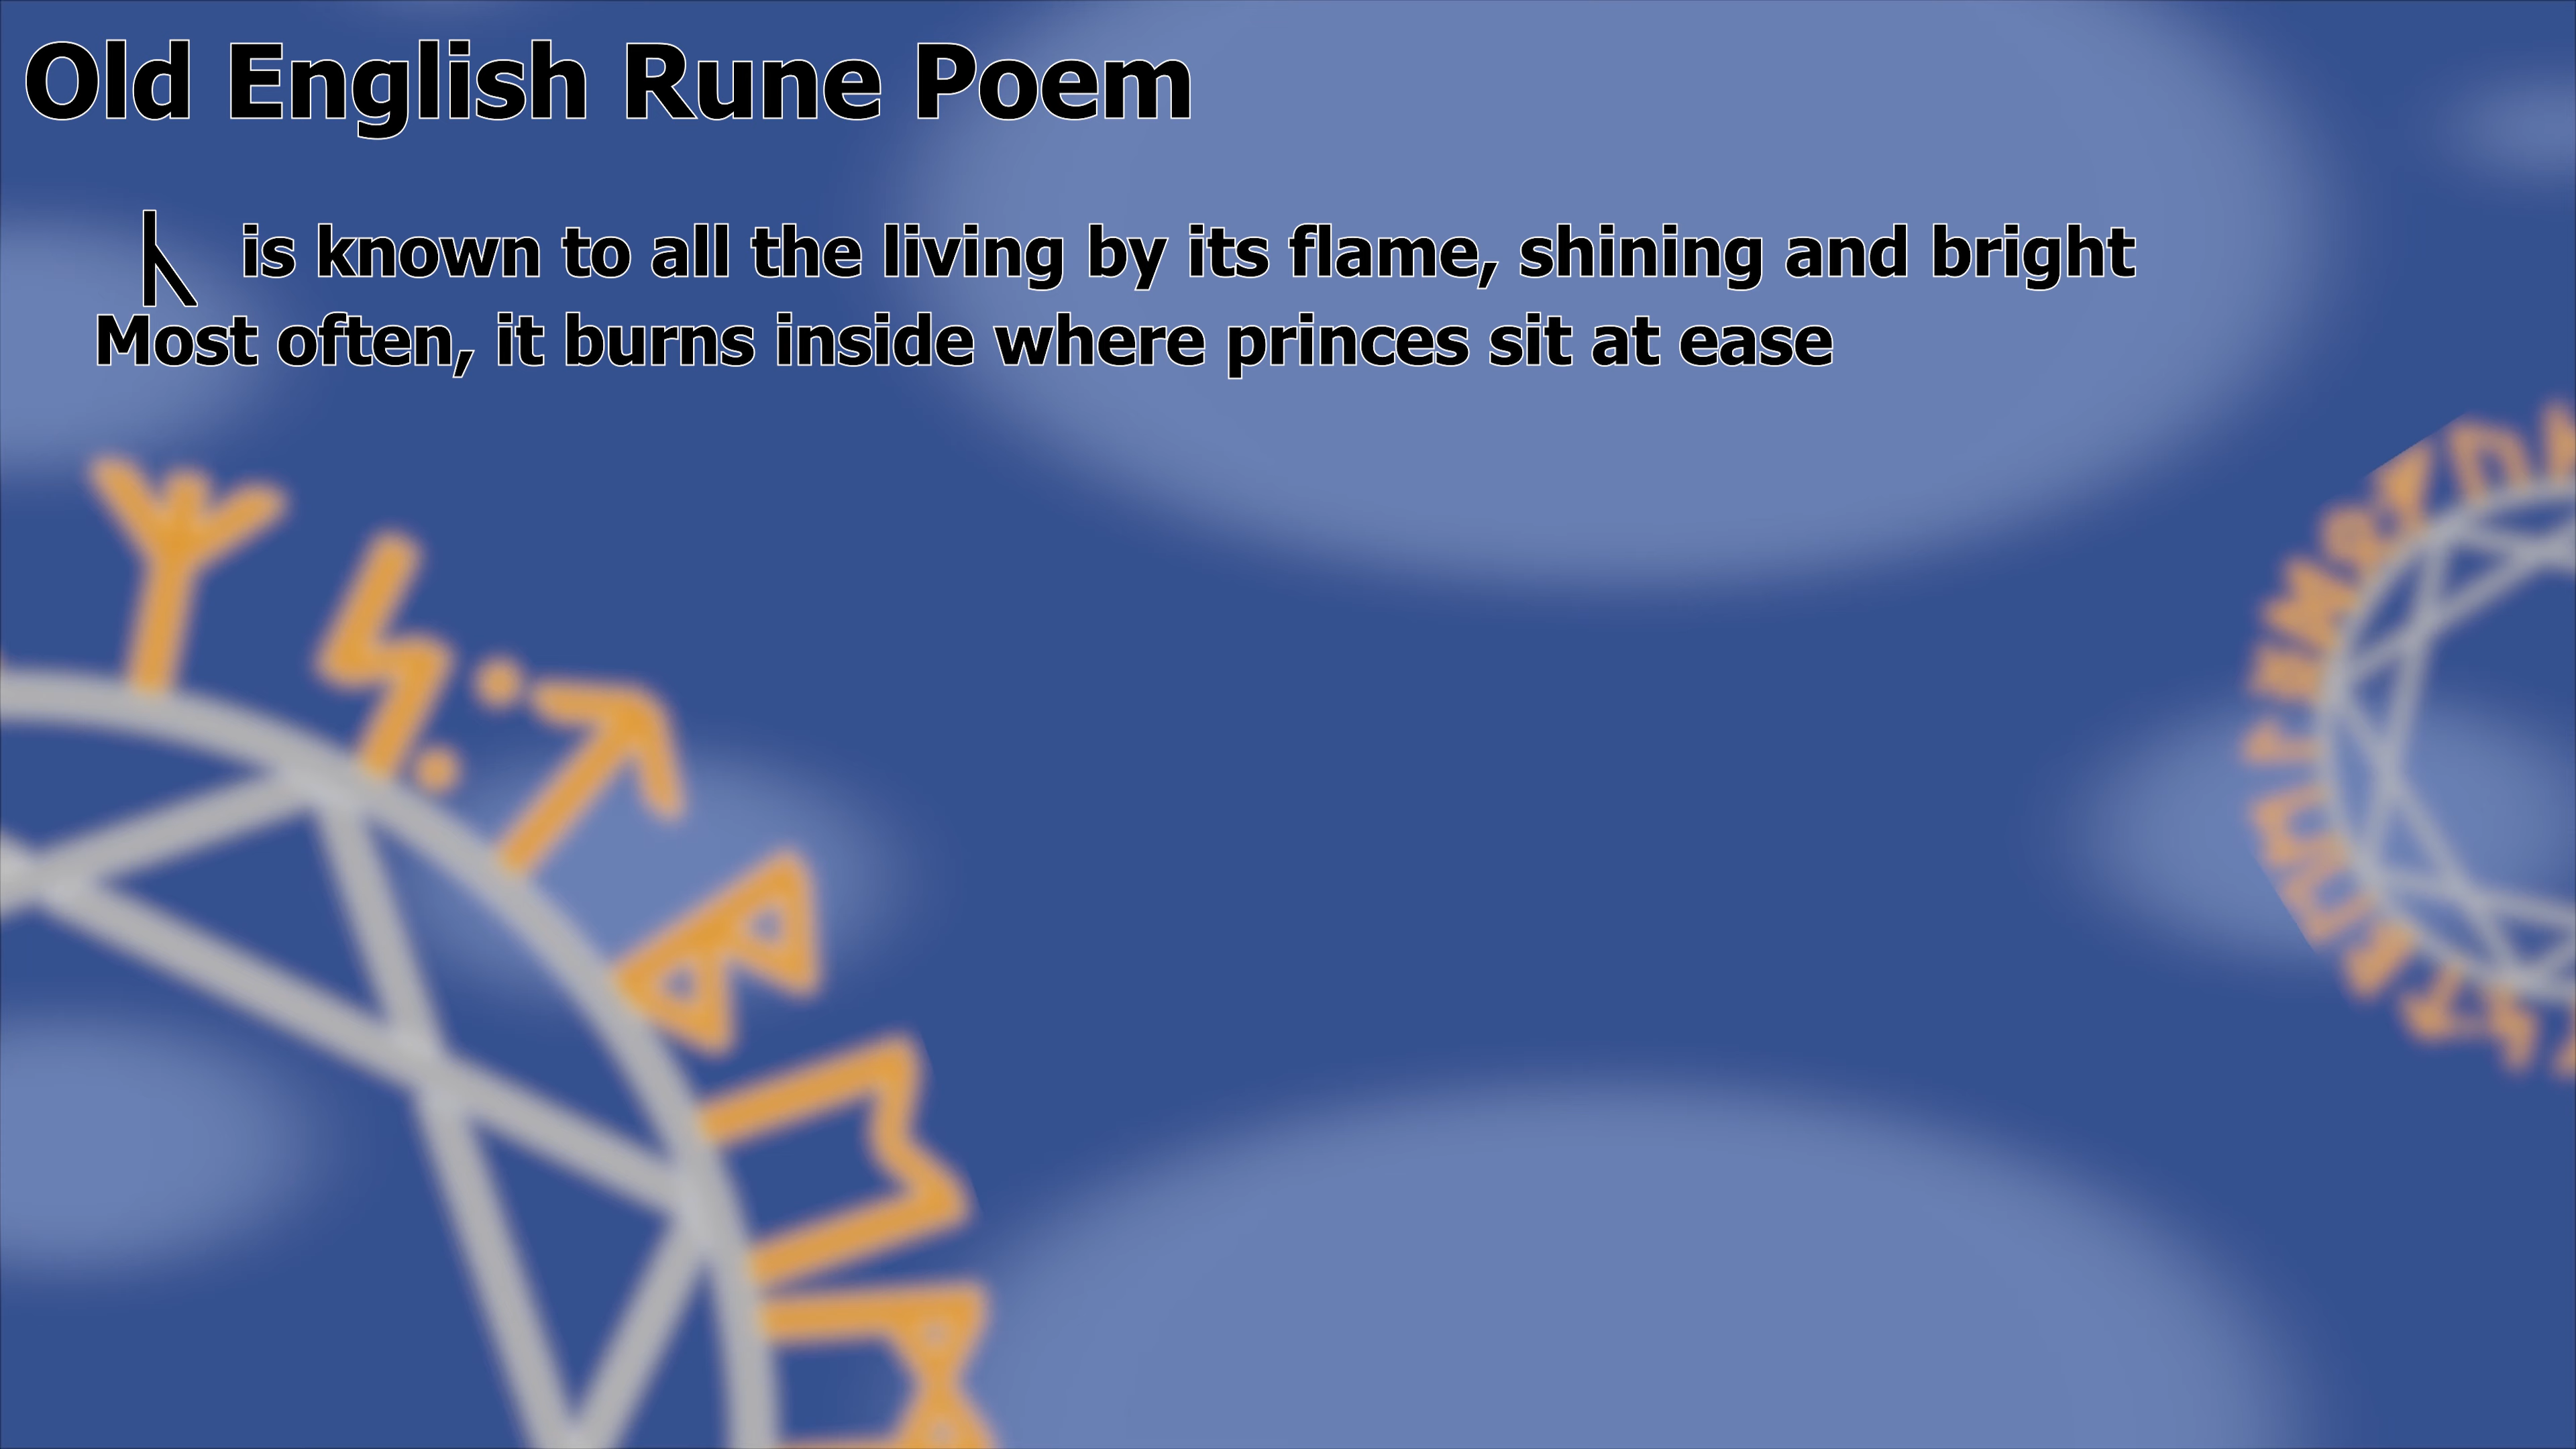 Old English Rune Poem
ᚳ is known to all the living by its flame, shining and bright
Most often, it burns inside where princes sit at ease
ᛉ ᛋ ᛏ ᛒ ᛖ ᛗ